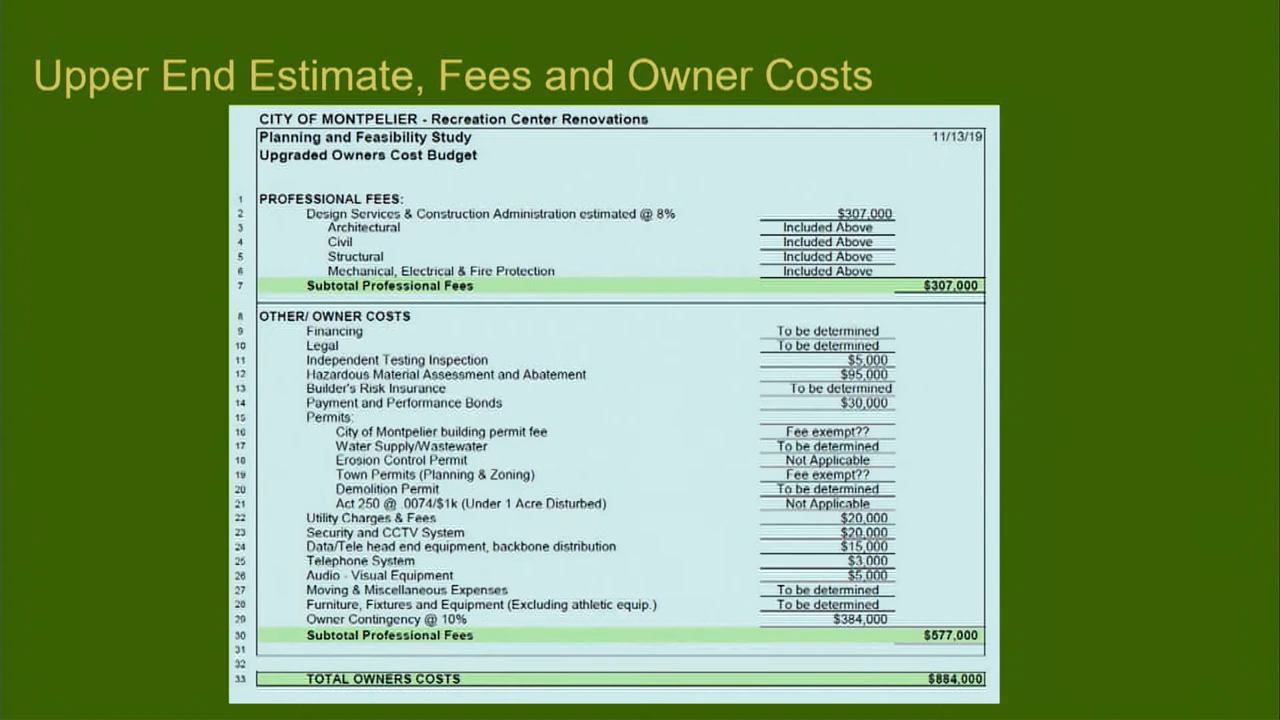 Upper End Estimate, Fees and Owner Costs
CITY OF MONTPELIER - Recreation Center Renovations
Planning and Feasibility Study 11/13/19
Upgraded Owners Cost Budget
1 PROFESSIONAL FEES:
2 Design Services & Construction Administration estimated @ 8% $307,000
3 Architectural Included Above
4 Civil Included Above
5 Structural Included Above
6 Mechanical, Electrical & Fire Protection Included Above
7 Subtotal Professional Fees $307,000
8 OTHER/ OWNER COSTS
9 Financing To be determined
10 Legal To be determined
11 Independent Testing Inspection $5,000
12 Hazardous Material Assessment and Abatement $95,000
13 Builder's Risk Insurance To be determined
14 Payment and Performance Bonds $30,000
15 Permits:
16 City of Montpelier building permit fee Fee exempt??
17 Water Supply/Wastewater To be determined
18 Erosion Control Permit Not Applicable
19 Town Permits (Planning & Zoning) Fee exempt??
20 Demolition Permit To be determined
21 Act 250 @ .0074/$1k (Under 1 Acre Disturbed) Not Applicable
22 Utility Charges & Fees $20,000
23 Security and CCTV System $20,000
24 Data/Tele head end equipment, backbone distribution $15,000
25 Telephone System $3,000
26 Audio - Visual Equipment $5,000
27 Moving & Miscellaneous Expenses To be determined
28 Furniture, Fixtures and Equipment (Excluding athletic equip.) To be determined
29 Owner Contingency @ 10% $384,000
30 Subtotal Professional Fees $577,000
31
32
33 TOTAL OWNERS COSTS $884,000